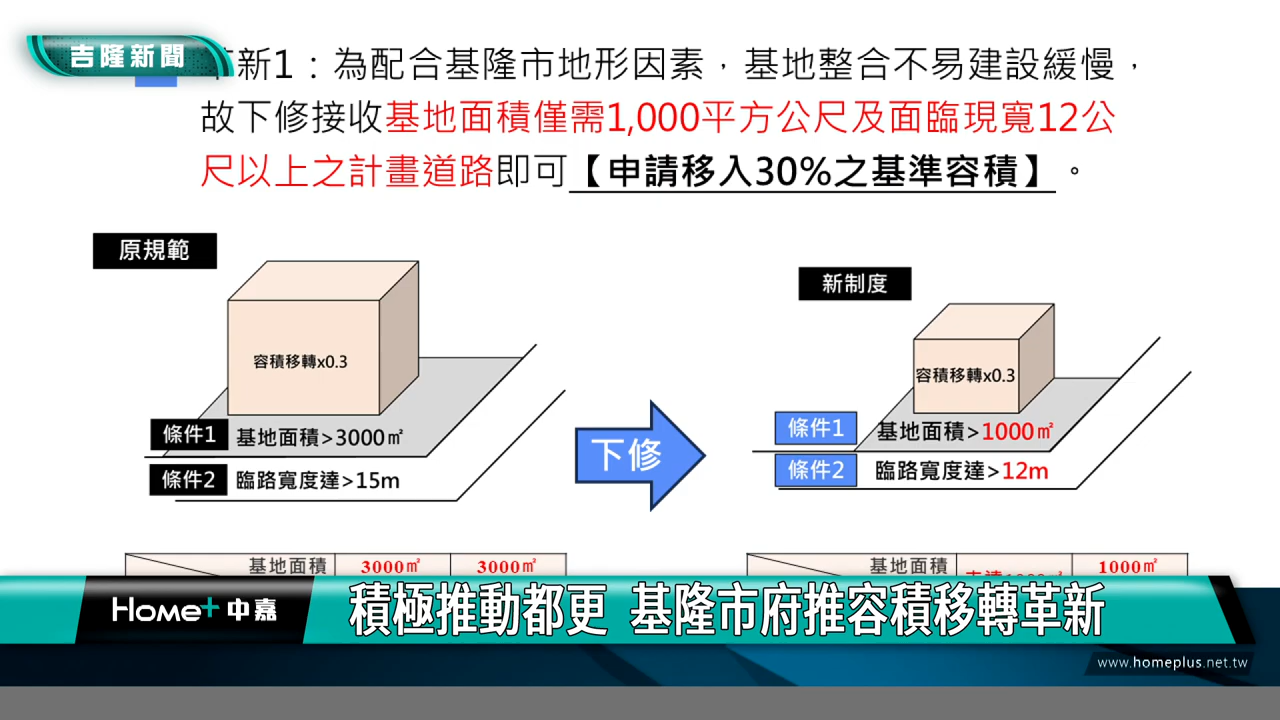 吉隆新聞
新1：為配合基隆市地形因素，基地整合不易建設緩慢，
故下修接收基地面積僅需1,000平方公尺及面臨現寬12公
尺以上之計畫道路即可【申請移入30%之基準容積】。
原規範
新制度
容積移轉x0.3
容積移轉x0.3
條件1 基地面積>3000㎡
條件2 臨路寬度達>15m
下修
條件1 基地面積>1000㎡
條件2 臨路寬度達>12m
基地面積 3000㎡ 3000㎡
基地面積 1000㎡
Home+中嘉
積極推動都更 基隆市府推容積移轉革新
www.homeplus.net.tw